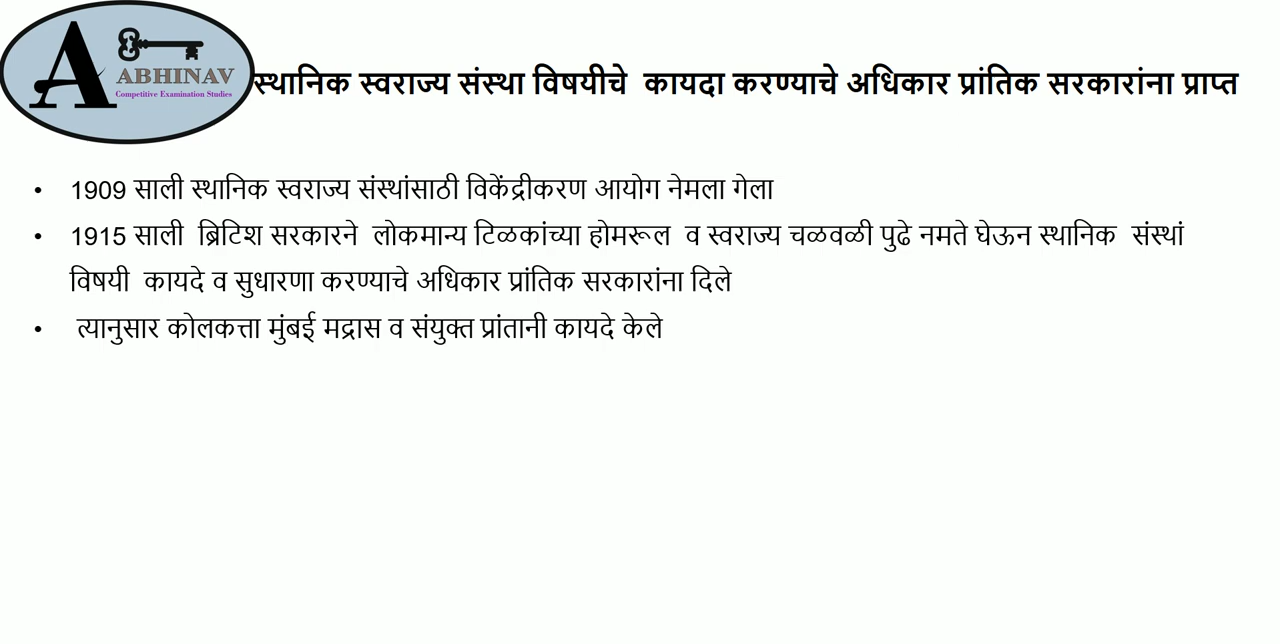 ABHINAV
Competitive Examination Studies
स्थानिक स्वराज्य संस्था विषयीचे कायदा करण्याचे अधिकार प्रांतिक सरकारांना प्राप्त
• 1909 साली स्थानिक स्वराज्य संस्थांसाठी विकेंद्रीकरण आयोग नेमला गेला
• 1915 साली ब्रिटिश सरकारने लोकमान्य टिळकांच्या होमरूल व स्वराज्य चळवळी पुढे नमते घेऊन स्थानिक संस्थां
विषयी कायदे व सुधारणा करण्याचे अधिकार प्रांतिक सरकारांना दिले
• त्यानुसार कोलकत्ता मुंबई मद्रास व संयुक्त प्रांतानी कायदे केले